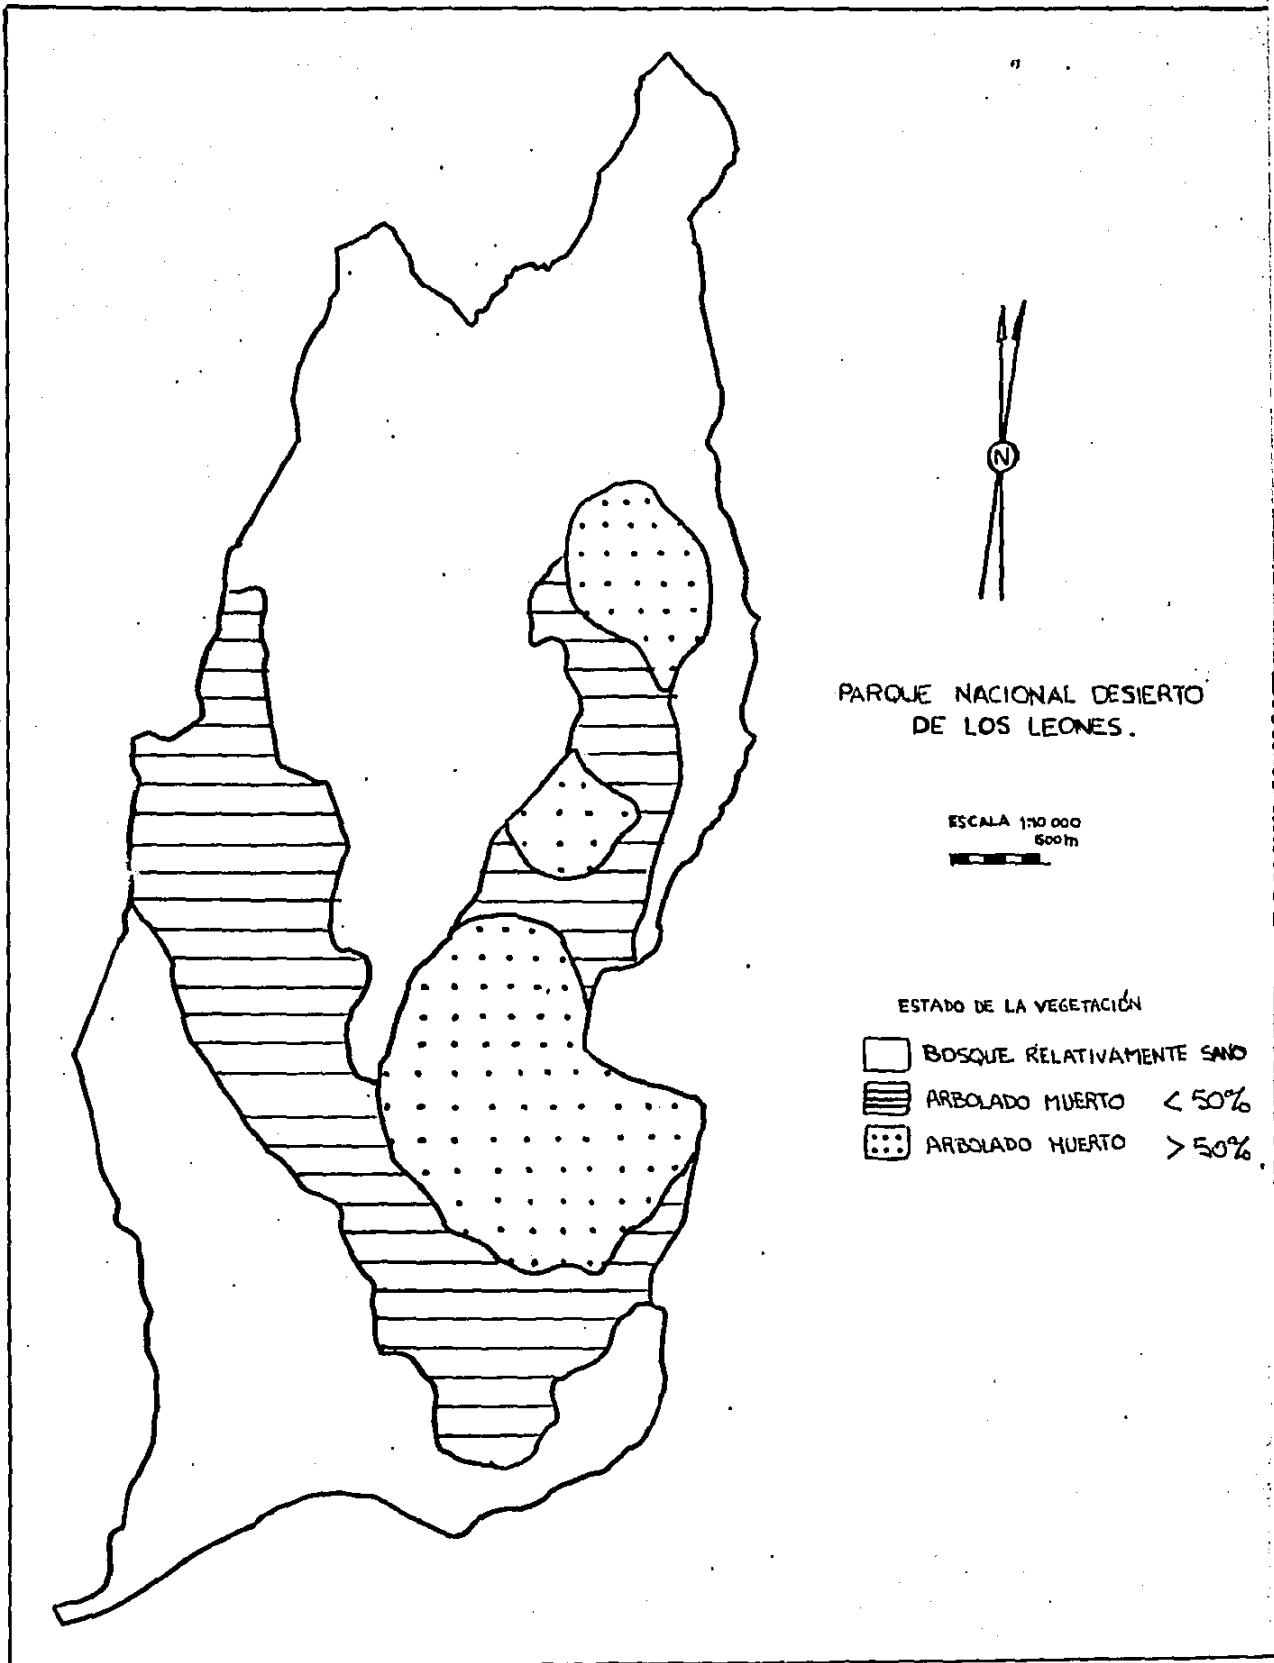 N
PARQUE NACIONAL DESIERTO
DE LOS LEONES.
ESCALA 1:10 000
500m
ESTADO DE LA VEGETACIÓN
BOSQUE RELATIVAMENTE SANO
ARBOLADO MUERTO < 50%
ARBOLADO MUERTO > 50%.